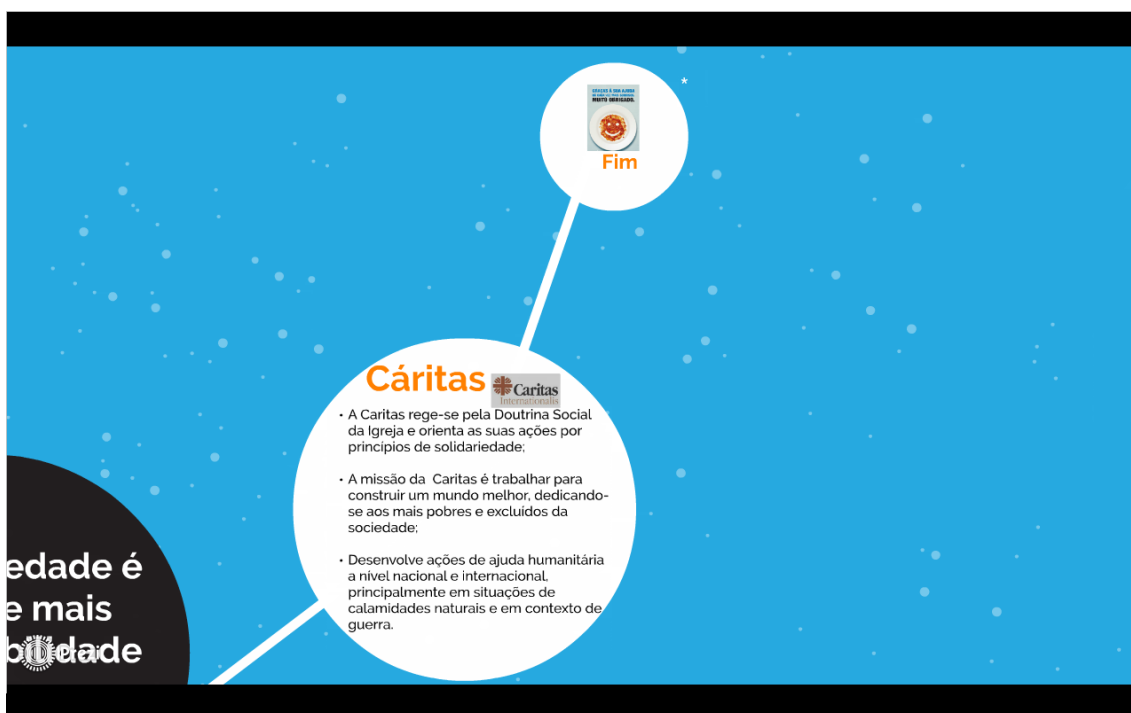 MUITO OBRIGADO.
*
Fim
Cáritas
Caritas
Internationalis
• A Caritas rege-se pela Doutrina Social
da Igreja e orienta as suas ações por
princípios de solidariedade;
• A missão da  Caritas é trabalhar para
construir um mundo melhor, dedicando-
se aos mais pobres e excluídos da
sociedade;
• Desenvolve ações de ajuda humanitária
a nível nacional e internacional,
principalmente em situações de
calamidades naturais e em contexto de
guerra.
edade é
e mais
Prezi